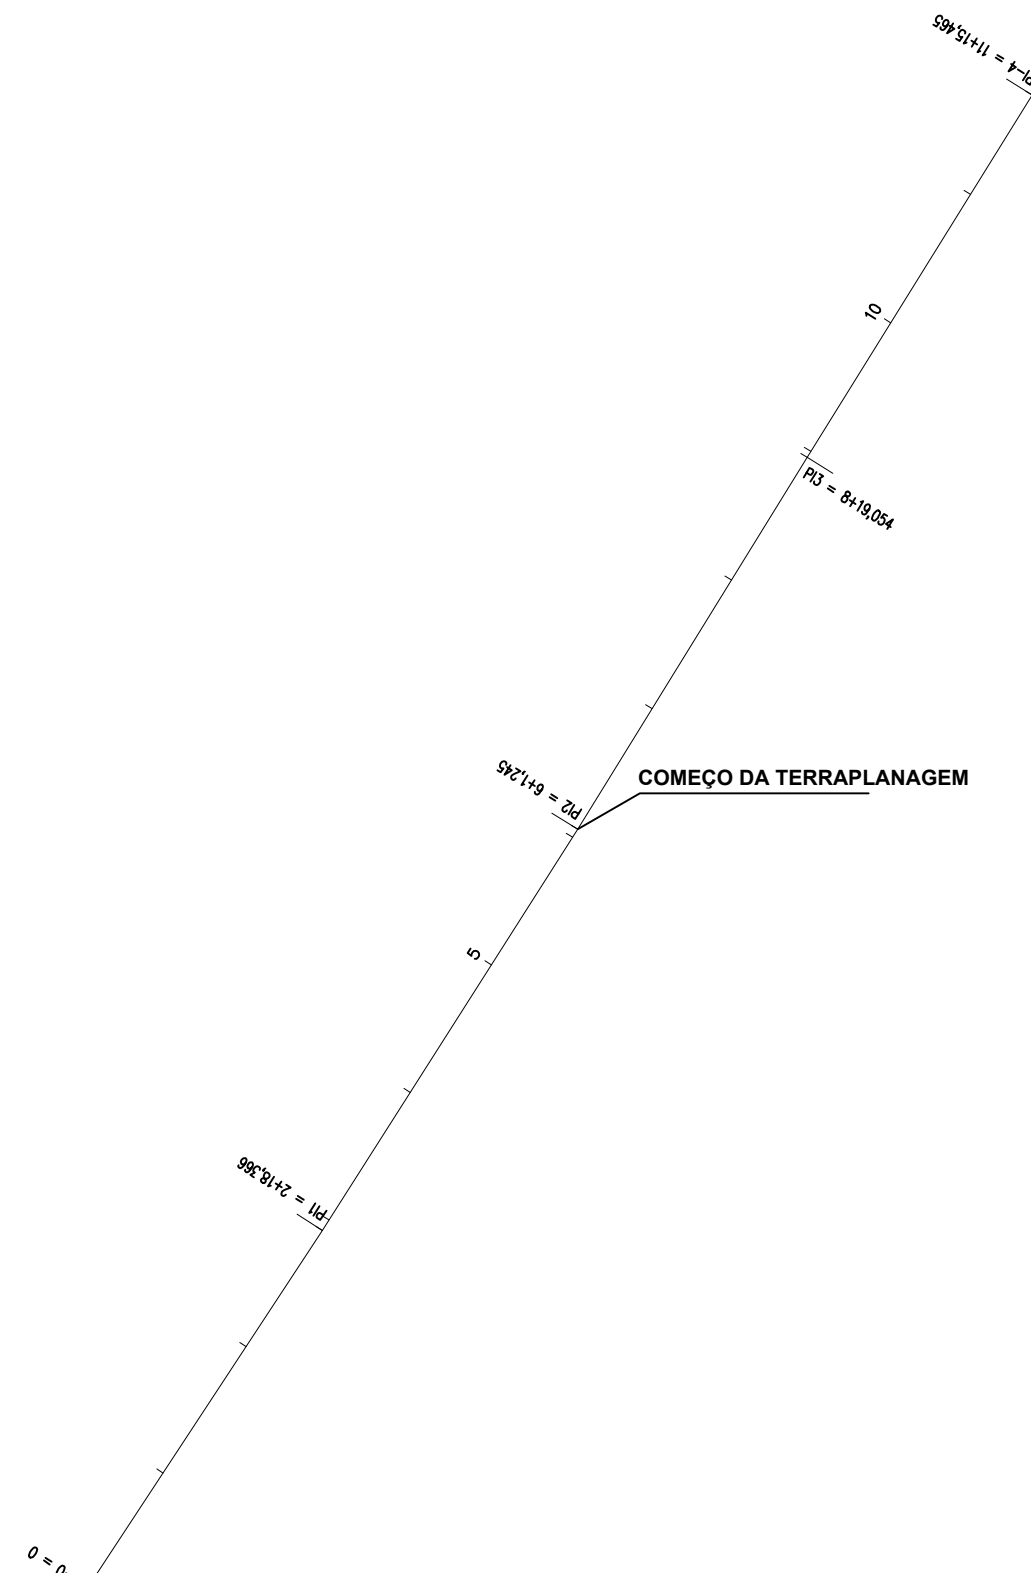 PI-4 = 11+15,465
10
PI3 = 8+19,054
COMEÇO DA TERRAPLANAGEM
PI2 = 6+1,245
5
PI1 = 2+18,366
= 0